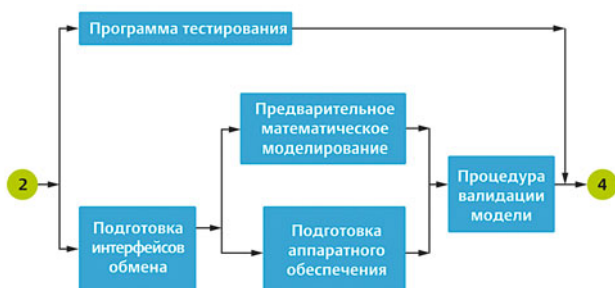 Программа тестирования
Предварительное
математическое
моделирование
2
Процедура
валидации
модели
4
Подготовка
интерфейсов
обмена
Подготовка
аппаратного
обеспечения